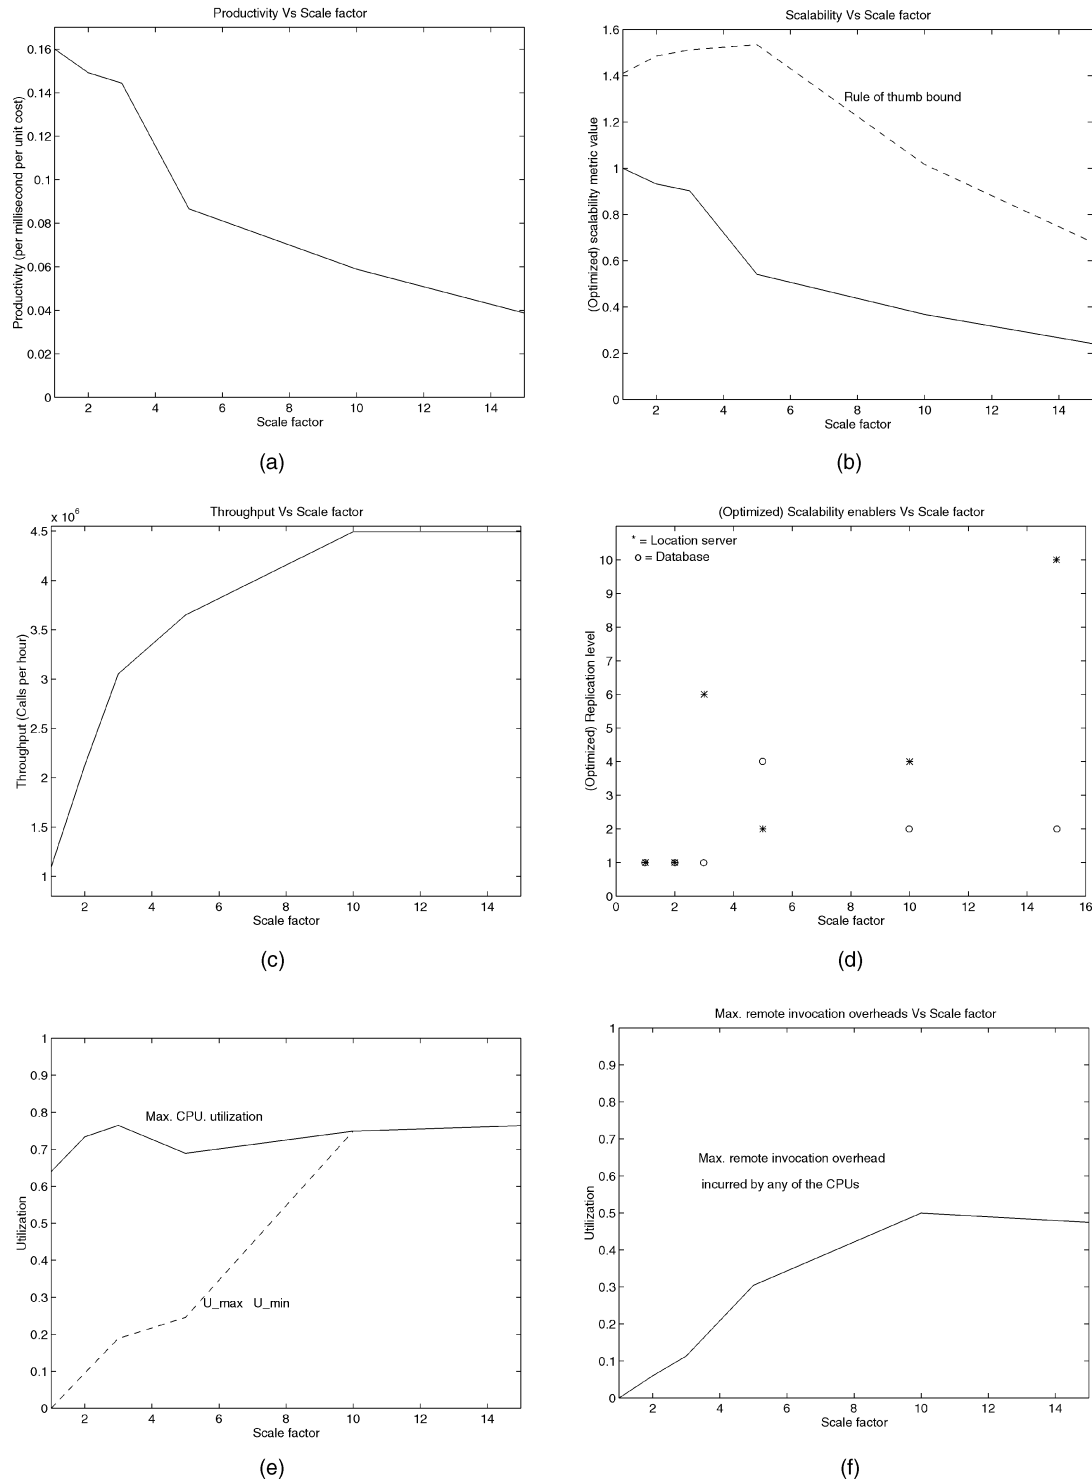 Productivity Vs Scale factor
0.16
0.14
0.12
0.1
0.08
0.06
0.04
0.02
0
Productivity (per millisecond per unit cost)
2 4 6 8 10 12 14
Scale factor
(a)
Scalability Vs Scale factor
1.6
1.4
1.2
1
0.8
0.6
0.4
0.2
0
(Optimized) scalability metric value
Rule of thumb bound
2 4 6 8 10 12 14
Scale factor
(b)
Throughput Vs Scale factor
x 10^6
4.5
4
3.5
3
2.5
2
1.5
1
Throughput (Calls per hour)
2 4 6 8 10 12 14
Scale factor
(c)
(Optimized) Scalability enablers Vs Scale factor
* = Location server
o = Database
10
9
8
7
6
5
4
3
2
1
0
(Optimized) Replication level
0 2 4 6 8 10 12 14 16
Scale factor
(d)
1
0.9
0.8
0.7
0.6
0.5
0.4
0.3
0.2
0.1
0
Utilization
Max. CPU. utilization
U_max U_min
2 4 6 8 10 12 14
Scale factor
(e)
Max. remote invocation overheads Vs Scale factor
1
0.9
0.8
0.7
0.6
0.5
0.4
0.3
0.2
0.1
0
Utilization
Max. remote invocation overhead
incurred by any of the CPUs
2 4 6 8 10 12 14
Scale factor
(f)